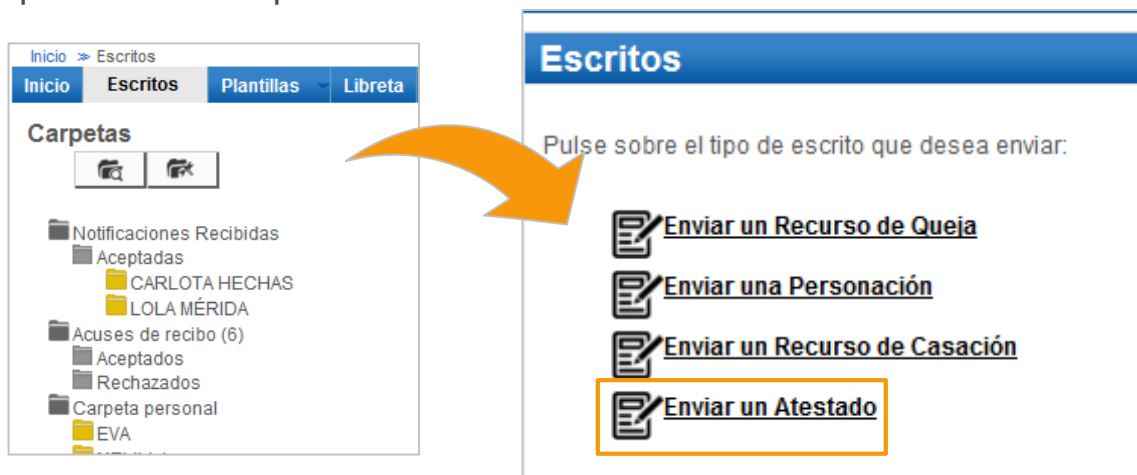 Inicio ≫ Escritos
Inicio Escritos Plantillas Libreta
Carpetas
Notificaciones Recibidas
Aceptadas
CARLOTA HECHAS
LOLA MÉRIDA
Acuses de recibo (6)
Aceptados
Rechazados
Carpeta personal
EVA
Escritos
Pulse sobre el tipo de escrito que desea enviar:
Enviar un Recurso de Queja
Enviar una Personación
Enviar un Recurso de Casación
Enviar un Atestado